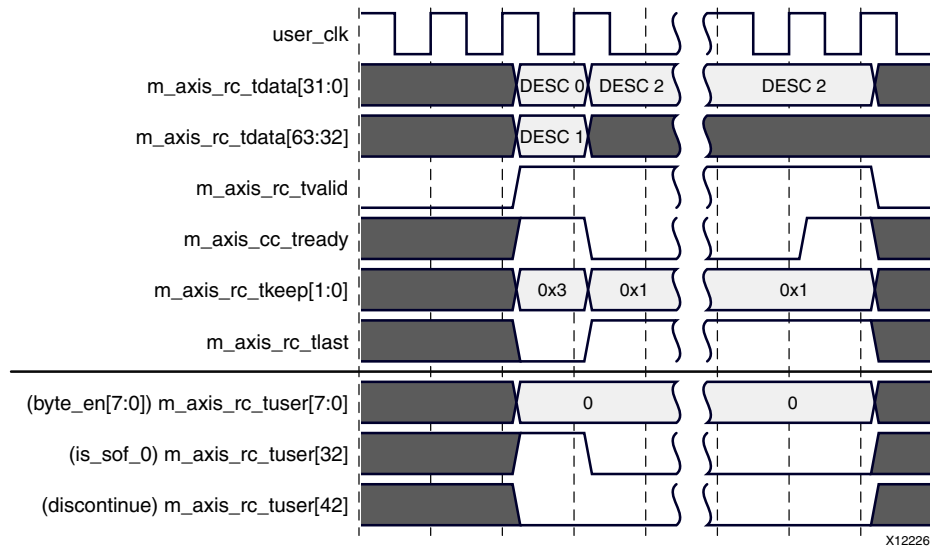 user_clk
m_axis_rc_tdata[31:0] DESC 0 DESC 2 DESC 2
m_axis_rc_tdata[63:32] DESC 1
m_axis_rc_tvalid
m_axis_cc_tready
m_axis_rc_tkeep[1:0] 0x3 0x1 0x1
m_axis_rc_tlast
(byte_en[7:0]) m_axis_rc_tuser[7:0] 0 0
(is_sof_0) m_axis_rc_tuser[32]
(discontinue) m_axis_rc_tuser[42]
X12226